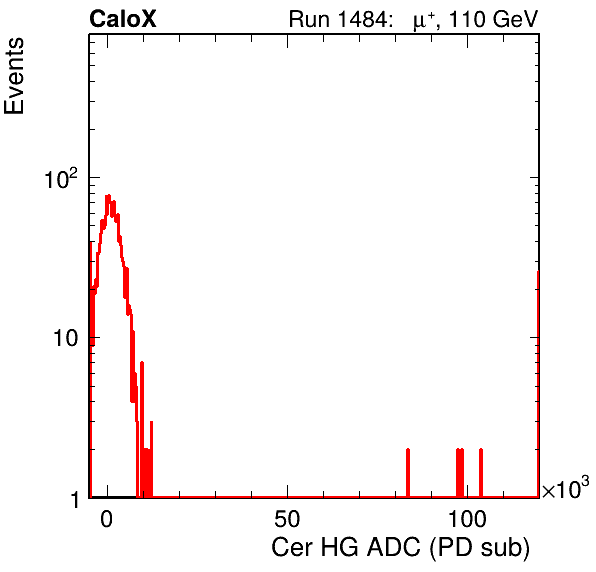 CaloX
Run 1484: μ⁺, 110 GeV
Events
10²
10
1
0
50
100
×10³
Cer HG ADC (PD sub)